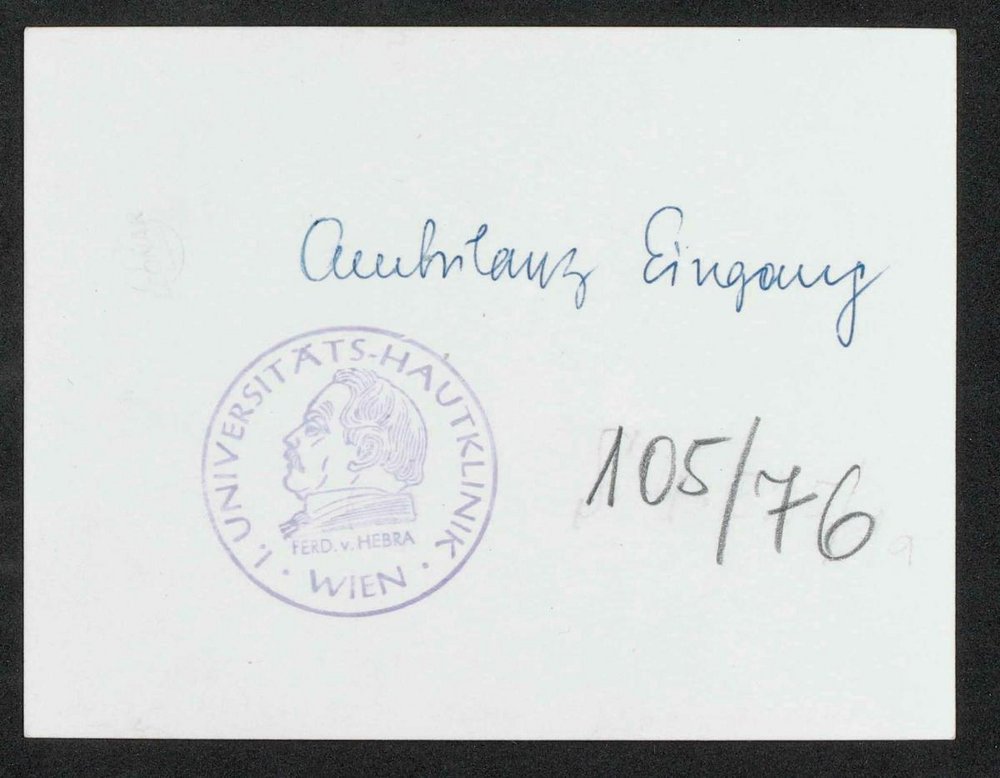 Ambulanz Eingang
I. UNIVERSITÄTS-HAUTKLINIK
FERD. v. HEBRA
· WIEN ·
105/76